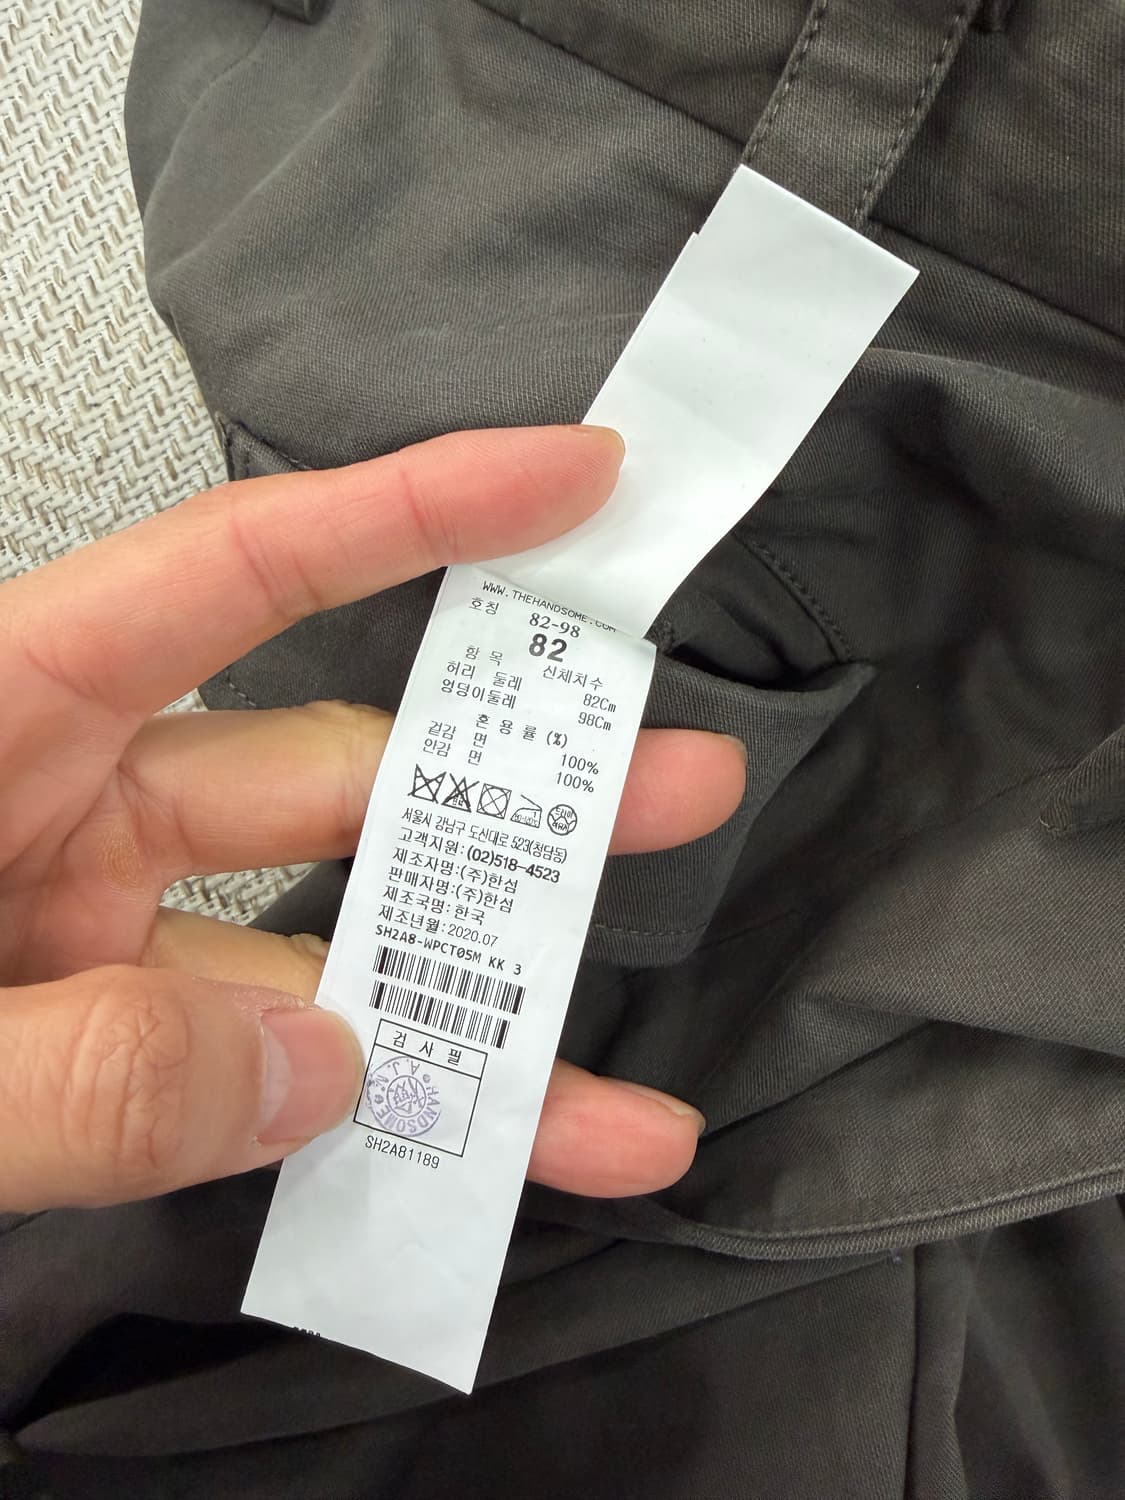 WWW.THEHANDSOME.COM
호칭 82-98
82
항 목 신체치수
허리 둘레 82Cm
엉덩이둘레 98Cm
혼 용 률 (%)
겉감 면 100%
안감 면 100%
서울시 강남구 도산대로 523(청담동)
고객지원:(02)518-4523
제조자명:(주)한섬
판매자명:(주)한섬
제조국명:한국
제조년월:2020.07
SH2A8-WPCT05M KK 3
검 사 필
HANDSOME
SH2A81189